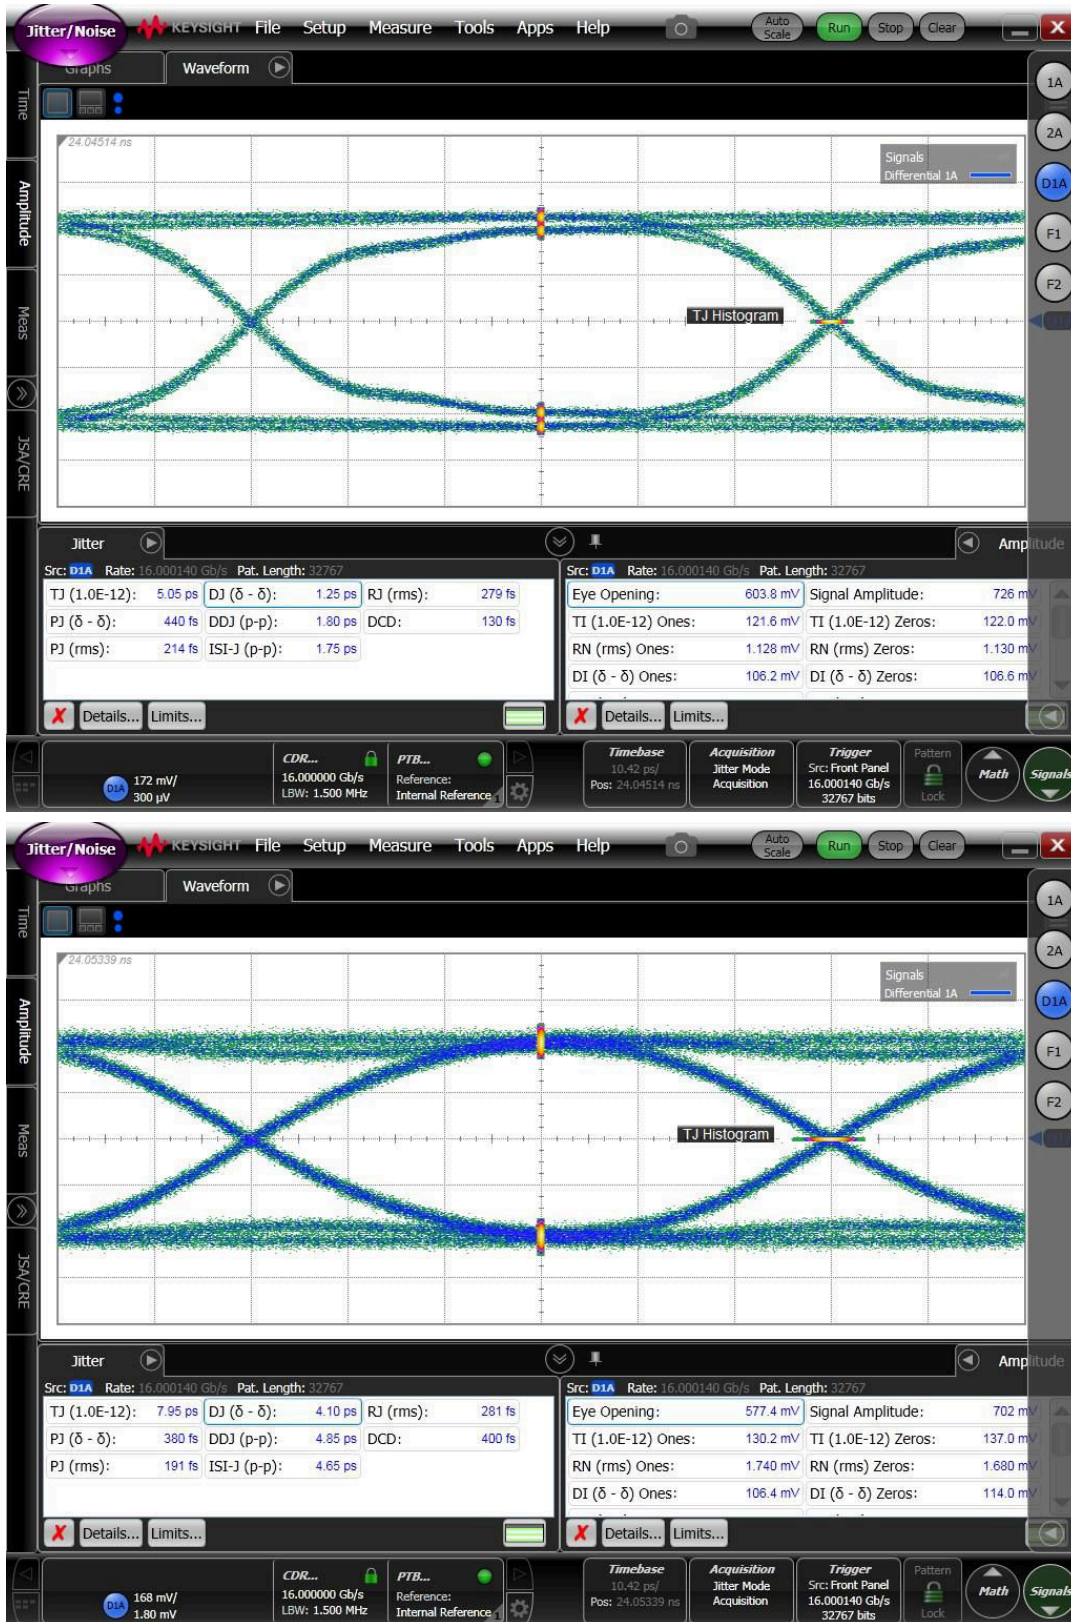 Jitter/Noise KEYSIGHT File Setup Measure Tools Apps Help Auto Scale Run Stop Clear X
Graphs Waveform
Time
Amplitude
Meas
JSA/CRE
1A
2A
D1A
F1
F2
24.04514 ns
Signals
Differential 1A
TJ Histogram
Jitter
Src: D1A Rate: 16.000140 Gb/s Pat. Length: 32767
TJ (1.0E-12): 5.05 ps DJ (δ - δ): 1.25 ps RJ (rms): 279 fs
PJ (δ - δ): 440 fs DDJ (p-p): 1.80 ps DCD: 130 fs
PJ (rms): 214 fs ISI-J (p-p): 1.75 ps
Details... Limits...
Amplitude
Src: D1A Rate: 16.000140 Gb/s Pat. Length: 32767
Eye Opening: 603.8 mV Signal Amplitude: 726 mV
TI (1.0E-12) Ones: 121.6 mV TI (1.0E-12) Zeros: 122.0 mV
RN (rms) Ones: 1.128 mV RN (rms) Zeros: 1.130 mV
DI (δ - δ) Ones: 106.2 mV DI (δ - δ) Zeros: 106.6 mV
Details... Limits...
D1A 172 mV/
300 µV
CDR...
16.000000 Gb/s
LBW: 1.500 MHz
PTB...
Reference:
Internal Reference
1
Timebase
10.42 ps/
Pos: 24.04514 ns
Acquisition
Jitter Mode
Acquisition
Trigger
Src: Front Panel
16.000140 Gb/s
32767 bits
Pattern
Lock
Math
Signals
Jitter/Noise KEYSIGHT File Setup Measure Tools Apps Help Auto Scale Run Stop Clear X
Graphs Waveform
Time
Amplitude
Meas
JSA/CRE
1A
2A
D1A
F1
F2
24.05339 ns
Signals
Differential 1A
TJ Histogram
Jitter
Src: D1A Rate: 16.000140 Gb/s Pat. Length: 32767
TJ (1.0E-12): 7.95 ps DJ (δ - δ): 4.10 ps RJ (rms): 281 fs
PJ (δ - δ): 380 fs DDJ (p-p): 4.85 ps DCD: 400 fs
PJ (rms): 191 fs ISI-J (p-p): 4.65 ps
Details... Limits...
Amplitude
Src: D1A Rate: 16.000140 Gb/s Pat. Length: 32767
Eye Opening: 577.4 mV Signal Amplitude: 702 mV
TI (1.0E-12) Ones: 130.2 mV TI (1.0E-12) Zeros: 137.0 mV
RN (rms) Ones: 1.740 mV RN (rms) Zeros: 1.680 mV
DI (δ - δ) Ones: 106.4 mV DI (δ - δ) Zeros: 114.0 mV
Details... Limits...
D1A 168 mV/
1.80 mV
CDR...
16.000000 Gb/s
LBW: 1.500 MHz
PTB...
Reference:
Internal Reference
1
Timebase
10.42 ps/
Pos: 24.05339 ns
Acquisition
Jitter Mode
Acquisition
Trigger
Src: Front Panel
16.000140 Gb/s
32767 bits
Pattern
Lock
Math
Signals